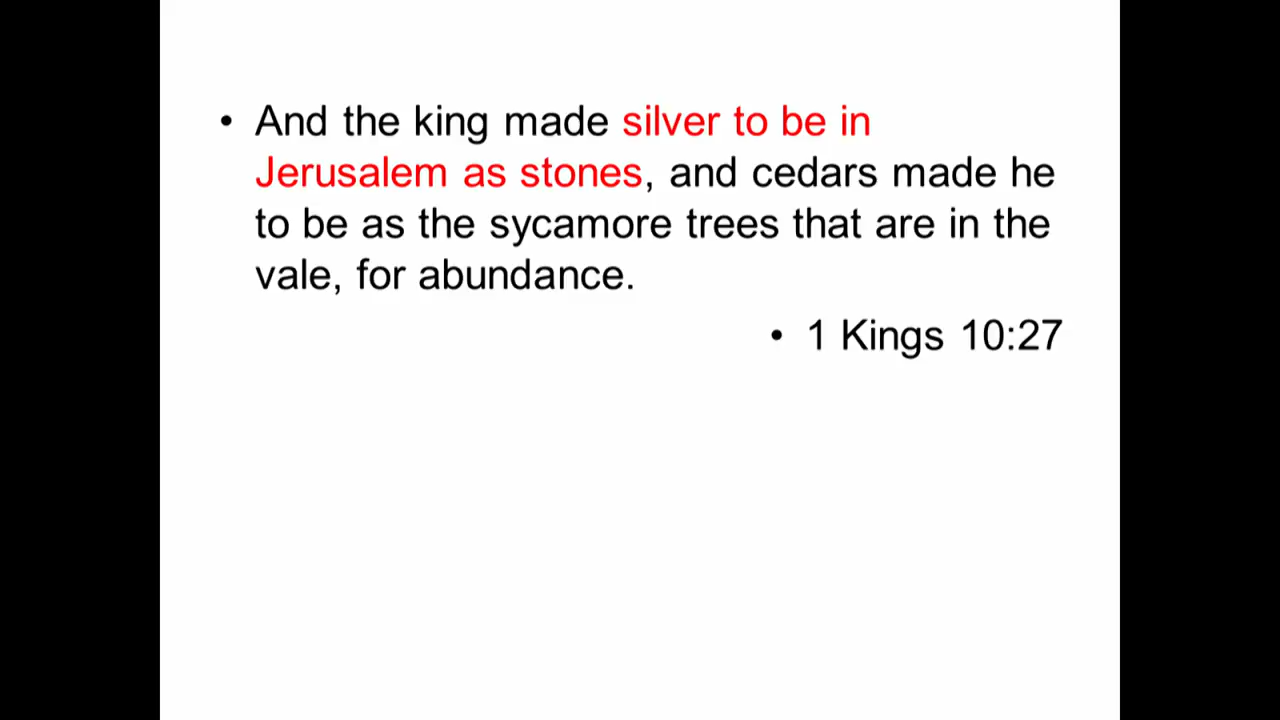 • And the king made silver to be in
Jerusalem as stones, and cedars made he
to be as the sycamore trees that are in the
vale, for abundance.
• 1 Kings 10:27